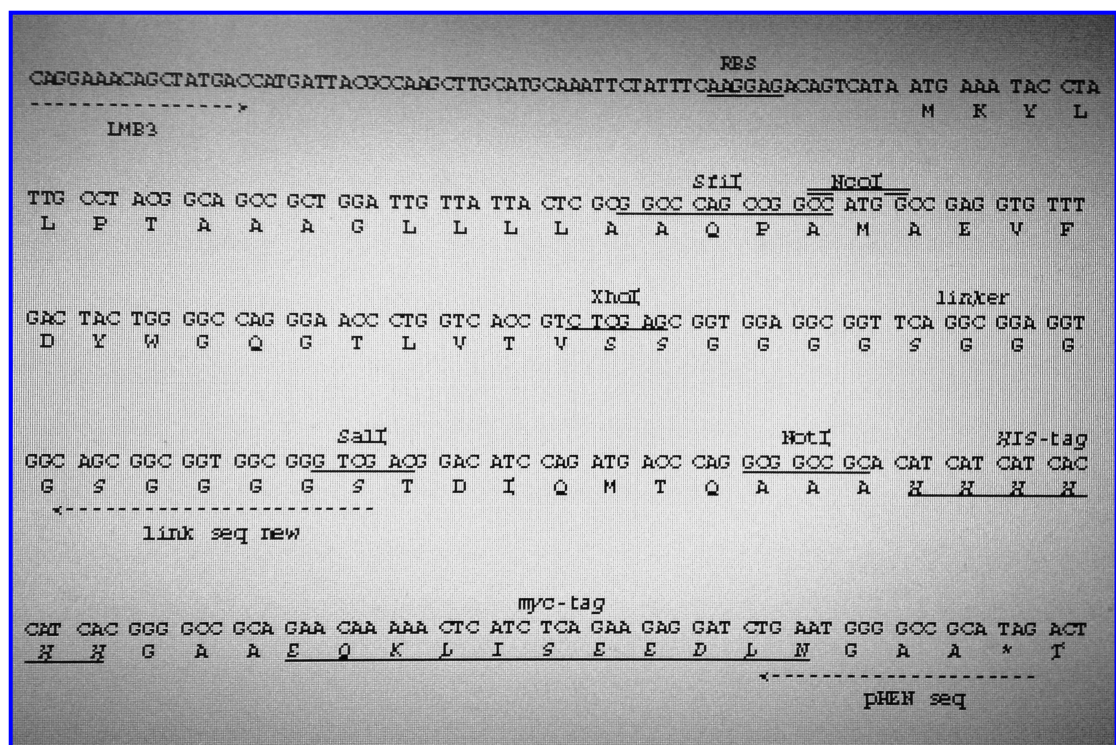 RBS
CAGGAAACAGCTATGACCATGATTACGCCAAGCTTGCATGCAAATTCTATTTCAAGGAGACAGTCATA ATG AAA TAC CTA
M K Y L
LMB3
SfiI NcoI
TTG CCT ACG GCA GCC GCT GGA TTG TTA TTA CTC GCG GCC CAG CCG GCC ATG GCC GAG GTG TTT
L P T A A A G L L L L A A Q P A M A E V F
XhoI linker
GAC TAC TGG GGC CAG GGA ACC CTG GTC ACC GTC TCG AGC GGT GGA GGC GGT TCA GGC GGA GGT
D Y W G Q G T L V T V S S G G G G S G G G
SalI NotI HIS-tag
GGC AGC GGC GGT GGC GGG TCG ACG GAC ATC CAG ATG ACC CAG GCG GCC GCA CAT CAT CAT CAC
G S G G G G S T D I Q M T Q A A A H H H H
link seq new
myc-tag
CAT CAC GGG GCC GCA GAA CAA AAA CTC ATC TCA GAA GAG GAT CTG AAT GGG GCC GCA TAG ACT
H H G A A E Q K L I S E E D L N G A A * T
pHEN seq